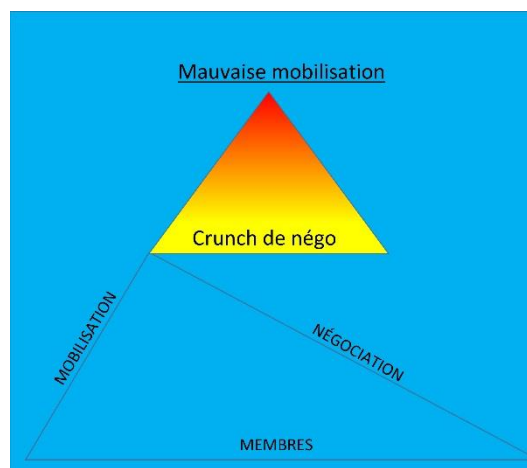 Mauvaise mobilisation
Crunch de négo
MOBILISATION
NÉGOCIATION
MEMBRES